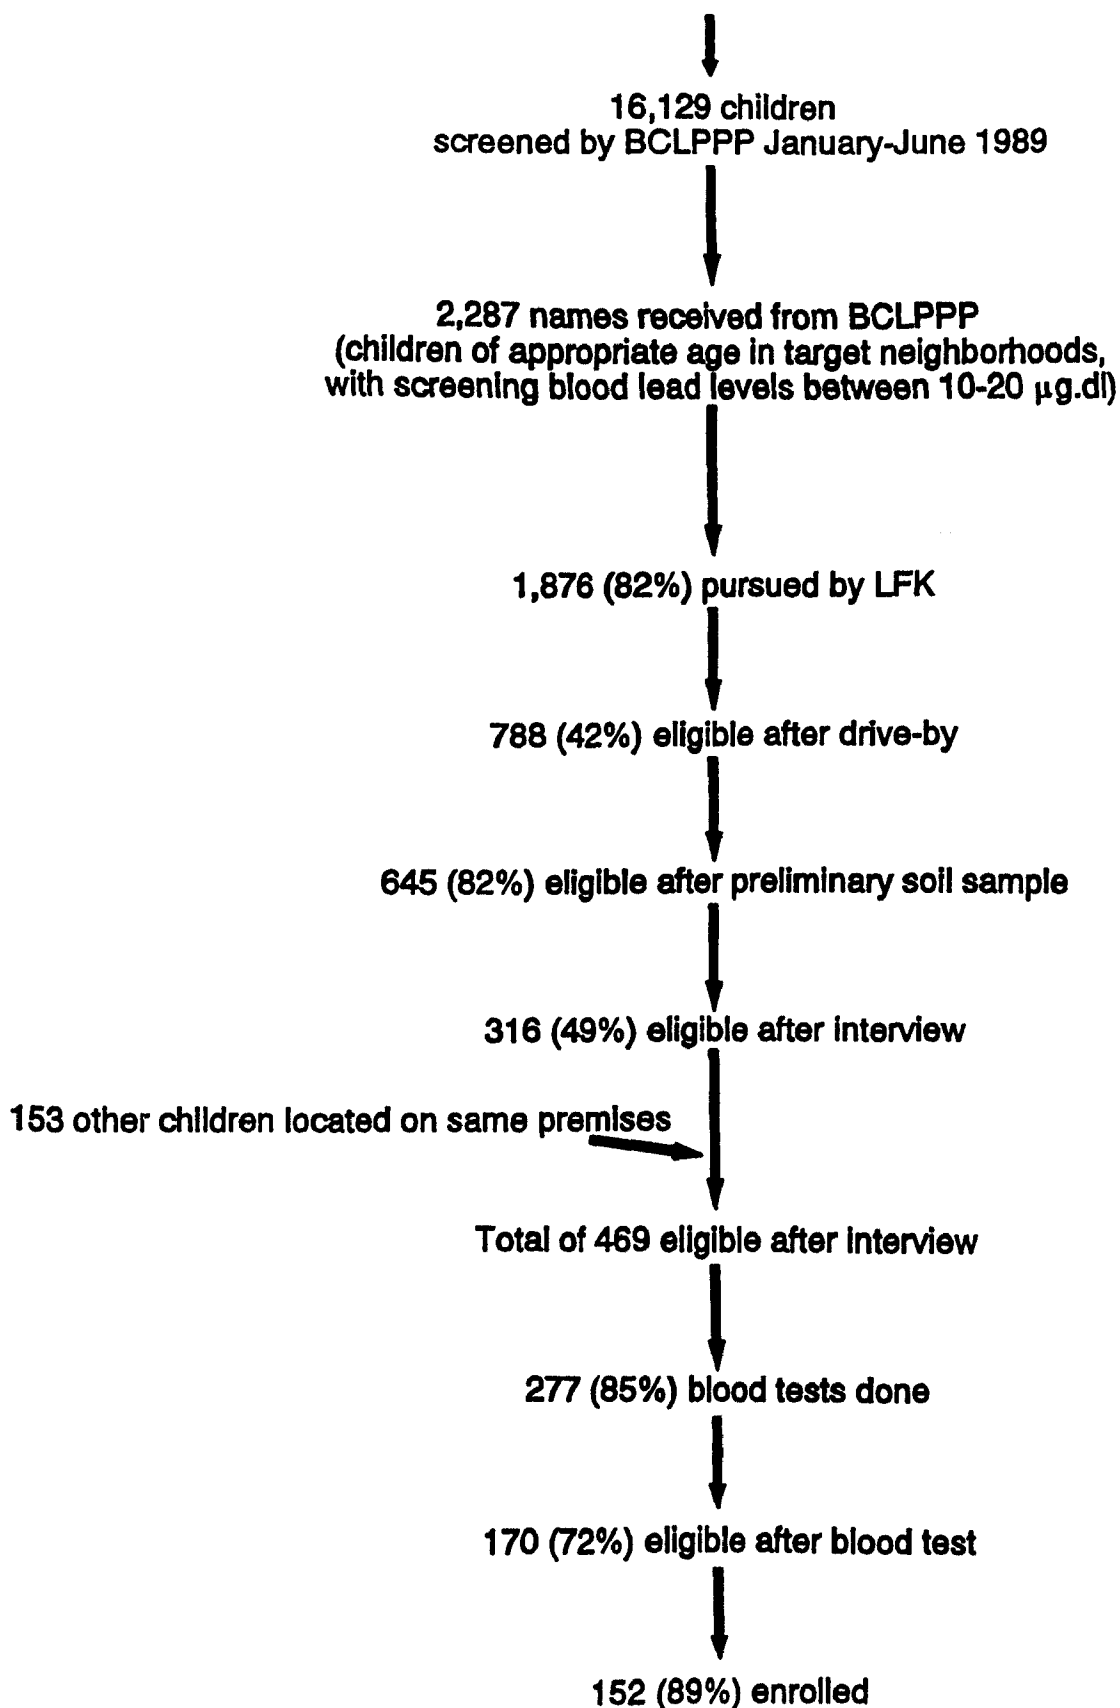 16,129 children
screened by BCLPPP January-June 1989
2,287 names received from BCLPPP
(children of appropriate age in target neighborhoods,
with screening blood lead levels between 10-20 µg.dl)
1,876 (82%) pursued by LFK
788 (42%) eligible after drive-by
645 (82%) eligible after preliminary soil sample
316 (49%) eligible after interview
153 other children located on same premises
Total of 469 eligible after interview
277 (85%) blood tests done
170 (72%) eligible after blood test
152 (89%) enrolled